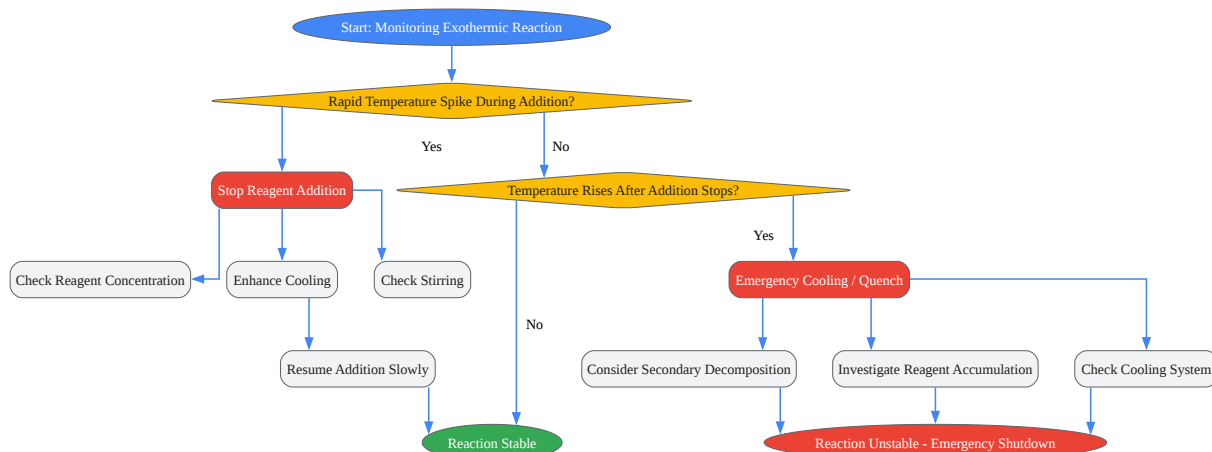 Start: Monitoring Exothermic Reaction
Rapid Temperature Spike During Addition?
Yes
No
Stop Reagent Addition
Temperature Rises After Addition Stops?
Yes
Check Reagent Concentration
Enhance Cooling
Check Stirring
Emergency Cooling / Quench
No
Resume Addition Slowly
Consider Secondary Decomposition
Investigate Reagent Accumulation
Check Cooling System
Reaction Stable
Reaction Unstable - Emergency Shutdown